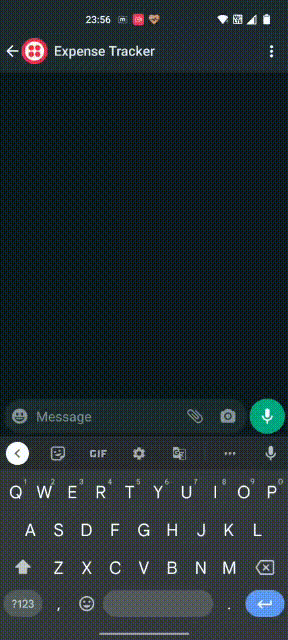 23:56
Expense Tracker
Message
GIF
1 2 3 4 5 6 7 8 9 0
Q W E R T Y U I O P
A S D F G H J K L
Z X C V B N M
?123 , .